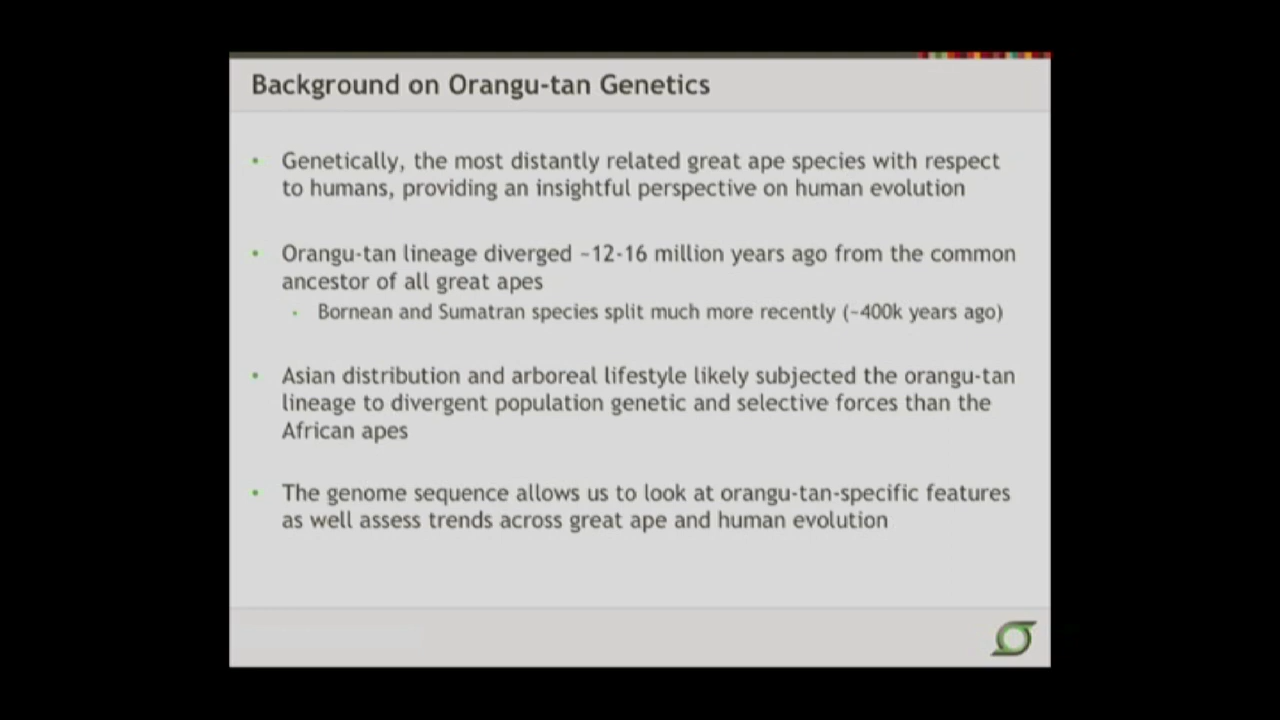 Background on Orangu-tan Genetics
• Genetically, the most distantly related great ape species with respect
to humans, providing an insightful perspective on human evolution
• Orangu-tan lineage diverged ~12-16 million years ago from the common
ancestor of all great apes
• Bornean and Sumatran species split much more recently (~400k years ago)
• Asian distribution and arboreal lifestyle likely subjected the orangu-tan
lineage to divergent population genetic and selective forces than the
African apes
• The genome sequence allows us to look at orangu-tan-specific features
as well assess trends across great ape and human evolution